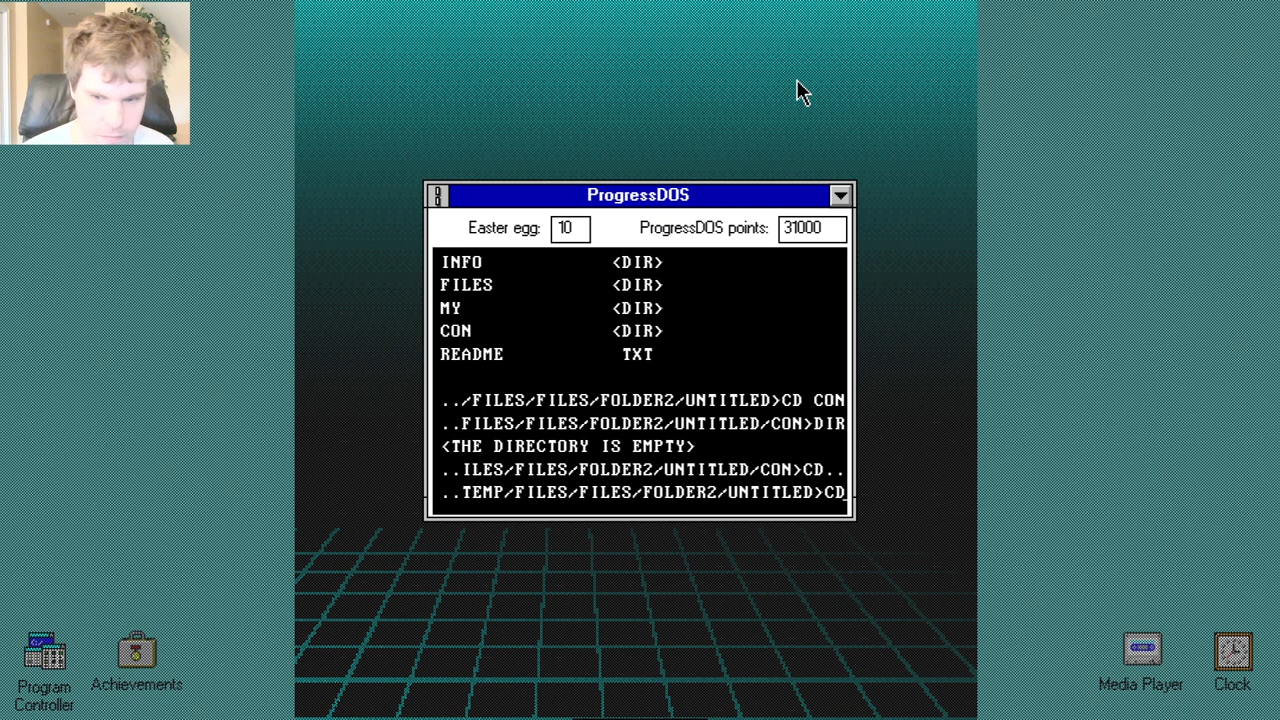 ProgressDOS
Easter egg: 10 ProgressDOS points: 31000
INFO <DIR>
FILES <DIR>
MY <DIR>
CON <DIR>
README TXT
../FILES/FILES/FOLDER2/UNTITLED>CD CON
..FILES/FILES/FOLDER2/UNTITLED/CON>DIR
<THE DIRECTORY IS EMPTY>
..ILES/FILES/FOLDER2/UNTITLED/CON>CD..
..TEMP/FILES/FILES/FOLDER2/UNTITLED>CD_
Program
Controller
Achievements
Media Player
Clock